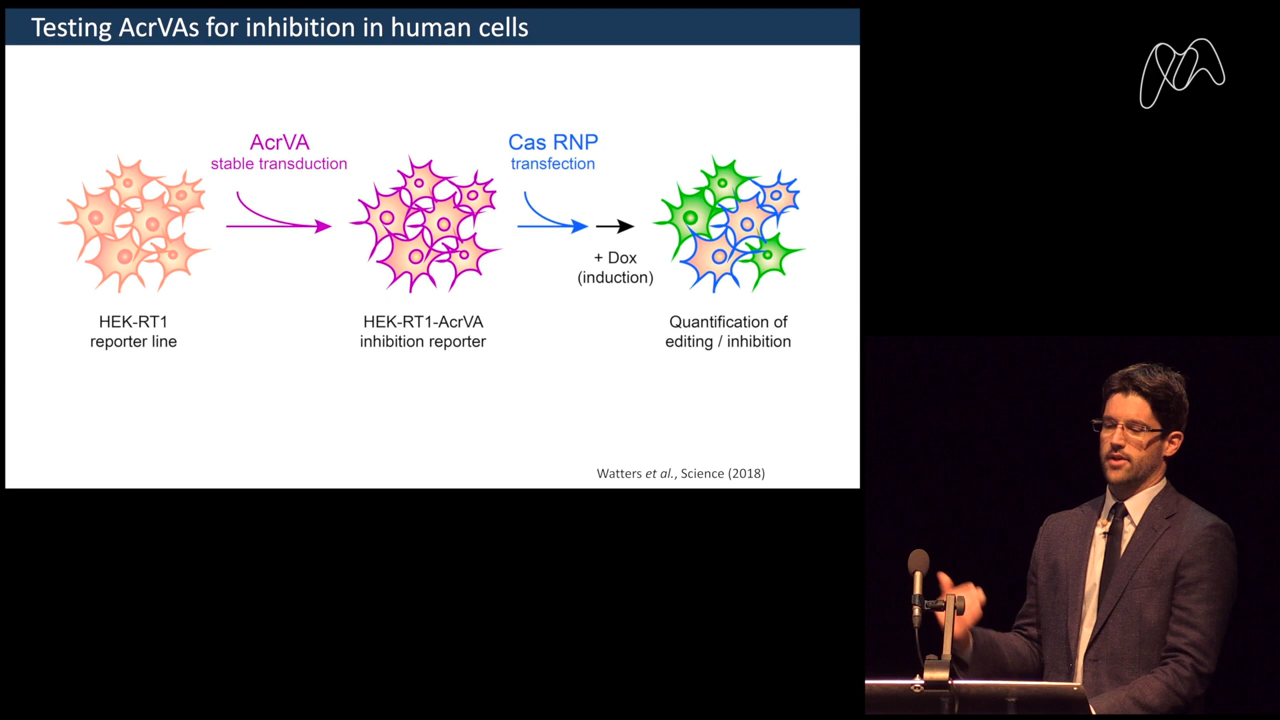 Testing AcrVAs for inhibition in human cells
AcrVA
stable transduction
Cas RNP
transfection
+ Dox
(induction)
HEK-RT1
reporter line
HEK-RT1-AcrVA
inhibition reporter
Quantification of
editing / inhibition
Watters et al., Science (2018)